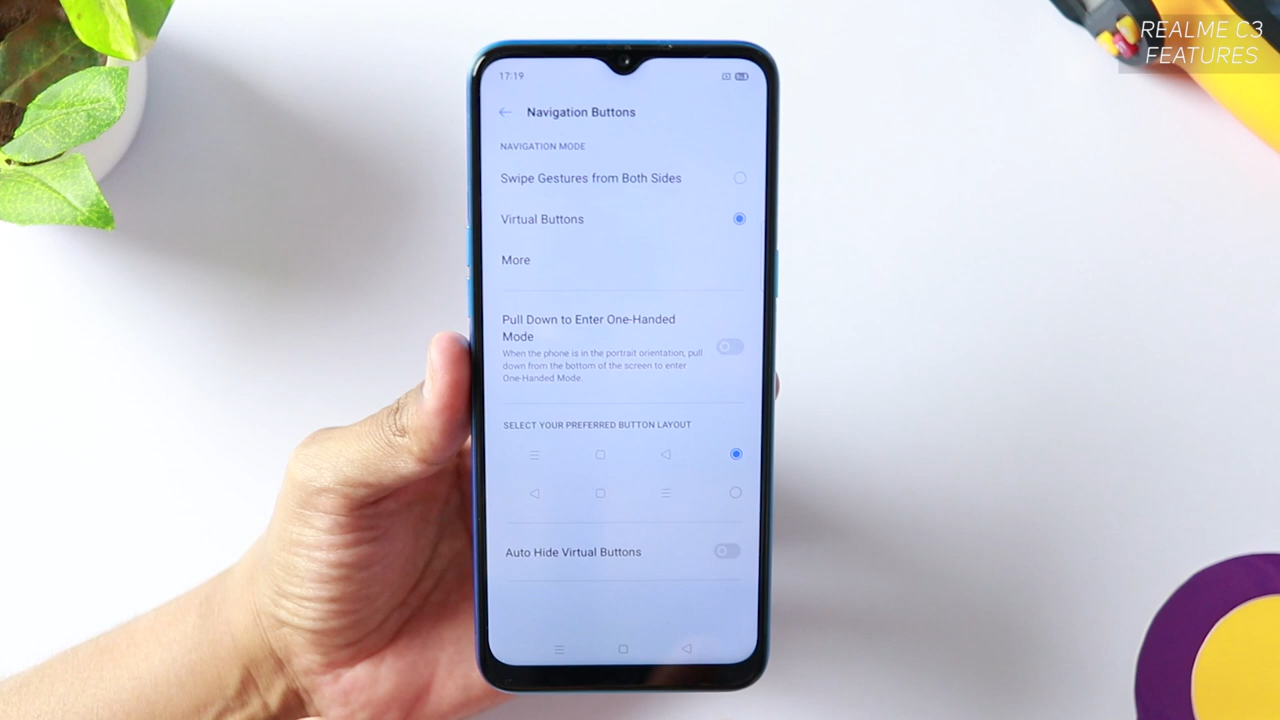 REALME C3
FEATURES
17:19
Navigation Buttons
NAVIGATION MODE
Swipe Gestures from Both Sides
Virtual Buttons
More
Pull Down to Enter One-Handed
Mode
When the phone is in the portrait orientation, pull
down from the bottom of the screen to enter
One-Handed Mode.
SELECT YOUR PREFERRED BUTTON LAYOUT
Auto Hide Virtual Buttons